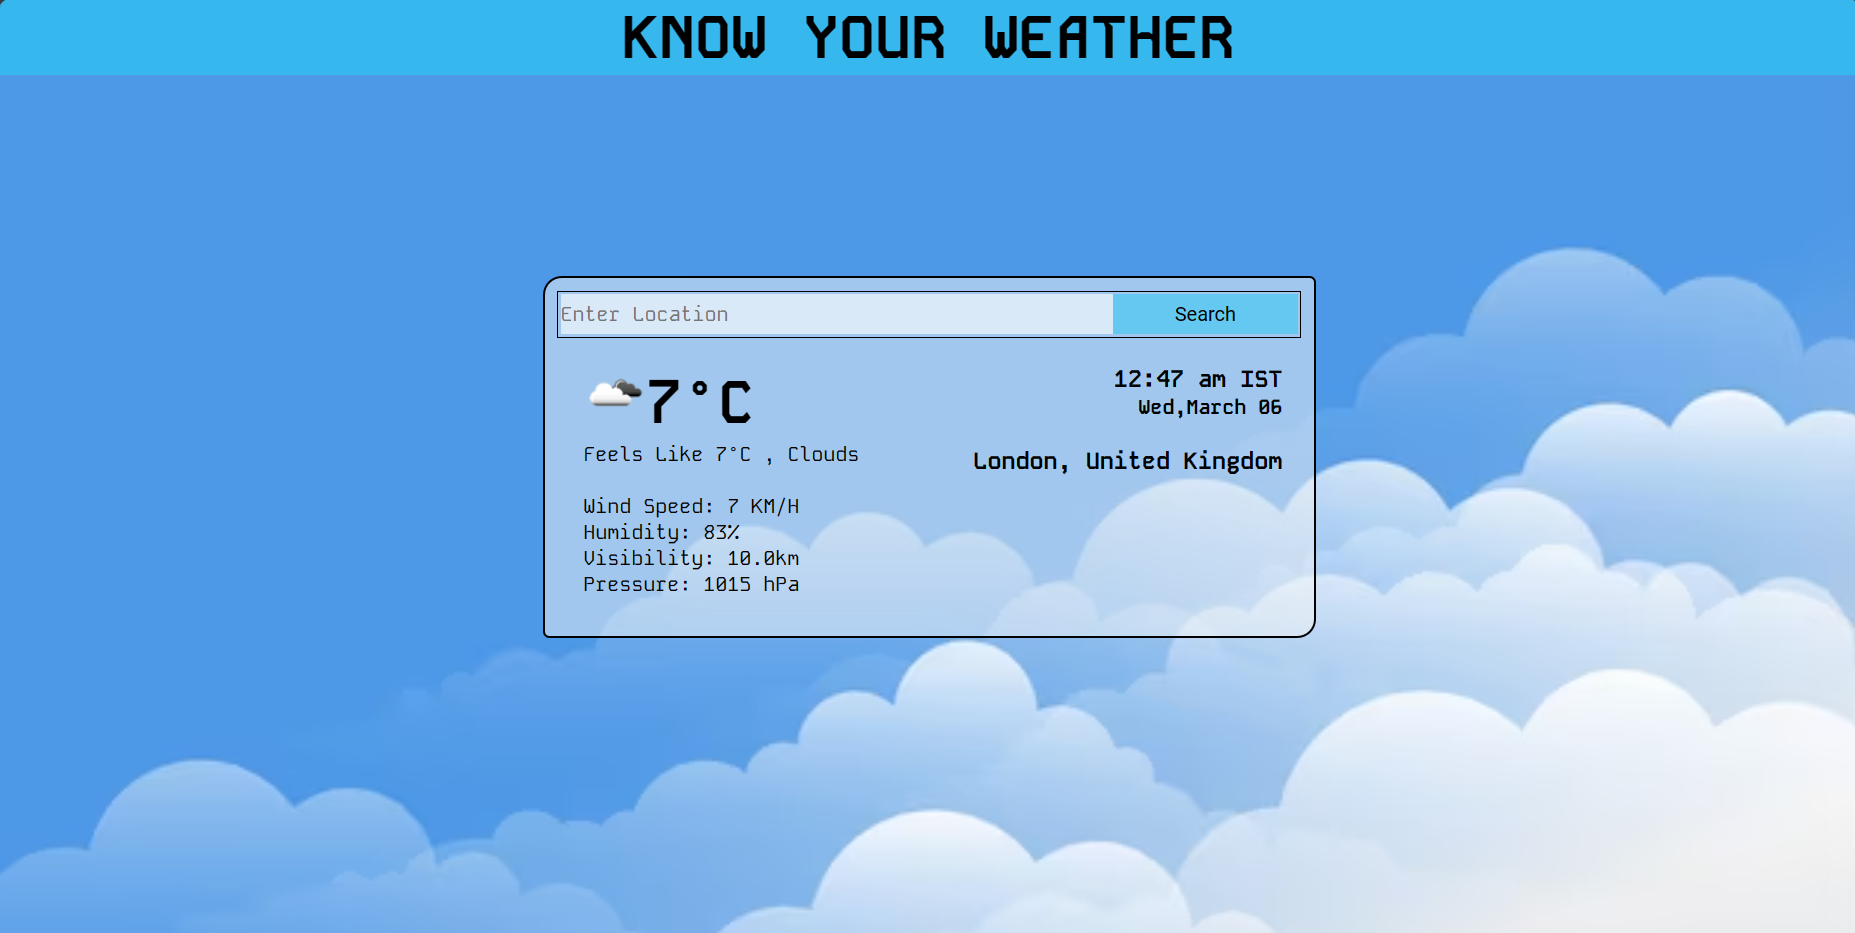 KNOW YOUR WEATHER
Enter Location
Search
7°C
12:47 am IST
Wed,March 06
Feels Like 7°C , Clouds
London, United Kingdom
Wind Speed: 7 KM/H
Humidity: 83%
Visibility: 10.0km
Pressure: 1015 hPa